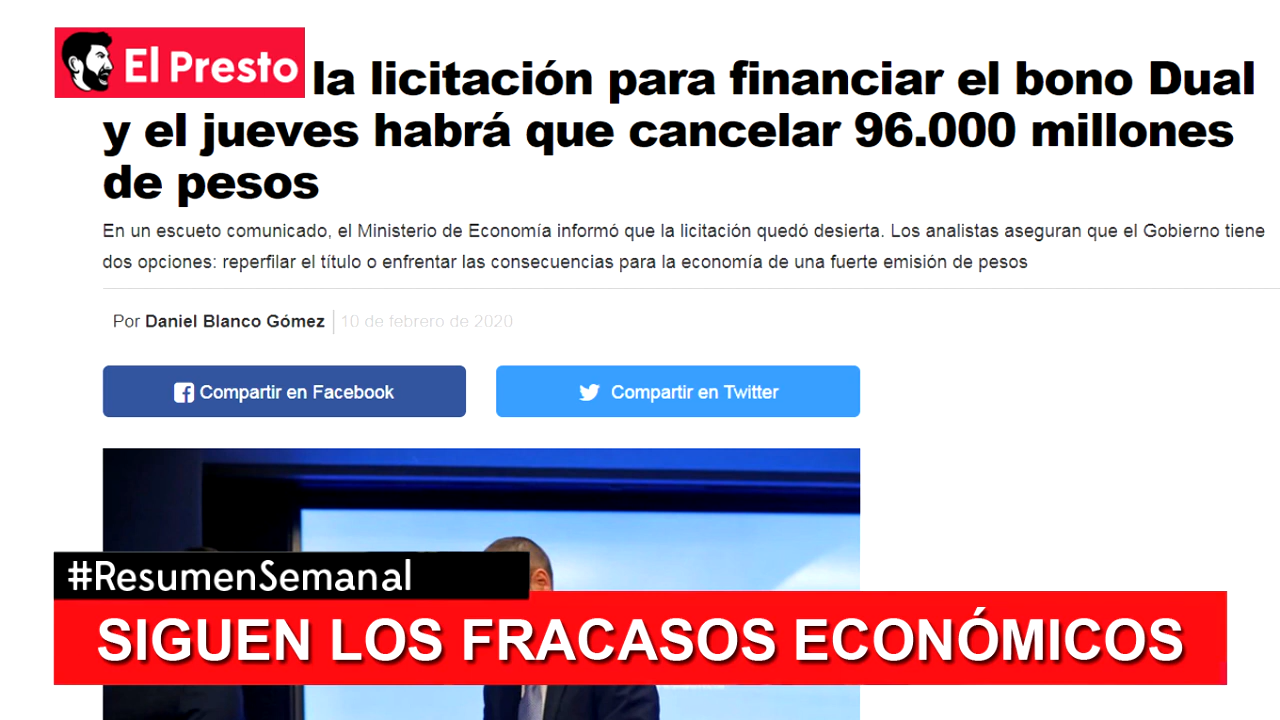 El Presto
la licitación para financiar el bono Dual
y el jueves habrá que cancelar 96.000 millones
de pesos
En un escueto comunicado, el Ministerio de Economía informó que la licitación quedó desierta. Los analistas aseguran que el Gobierno tiene
dos opciones: reperfilar el título o enfrentar las consecuencias para la economía de una fuerte emisión de pesos
Por Daniel Blanco Gómez 10 de febrero de 2020
Compartir en Facebook Compartir en Twitter
#ResumenSemanal
SIGUEN LOS FRACASOS ECONÓMICOS